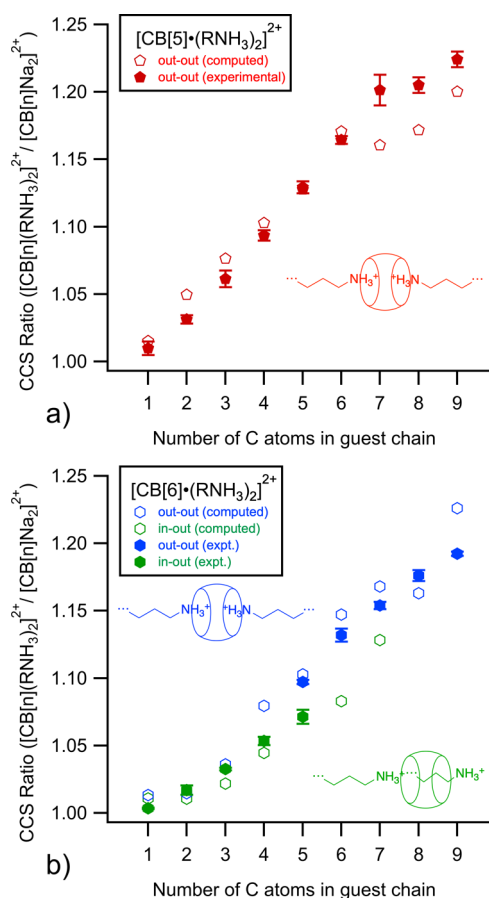 [CB[5]•(RNH3)2]2+
out-out (computed)
out-out (experimental)
CCS Ratio ([CB[n](RNH3)2]2+ / [CB[n]Na2]2+)
1.25
1.20
1.15
1.10
1.05
1.00
... NH3+ +H3N ...
1 2 3 4 5 6 7 8 9
a)
Number of C atoms in guest chain
[CB[6]•(RNH3)2]2+
out-out (computed)
in-out (computed)
out-out (expt.)
in-out (expt.)
CCS Ratio ([CB[n](RNH3)2]2+ / [CB[n]Na2]2+)
1.25
1.20
1.15
1.10
1.05
1.00
... NH3+ +H3N ...
... NH3+ ... NH3+
1 2 3 4 5 6 7 8 9
b)
Number of C atoms in guest chain